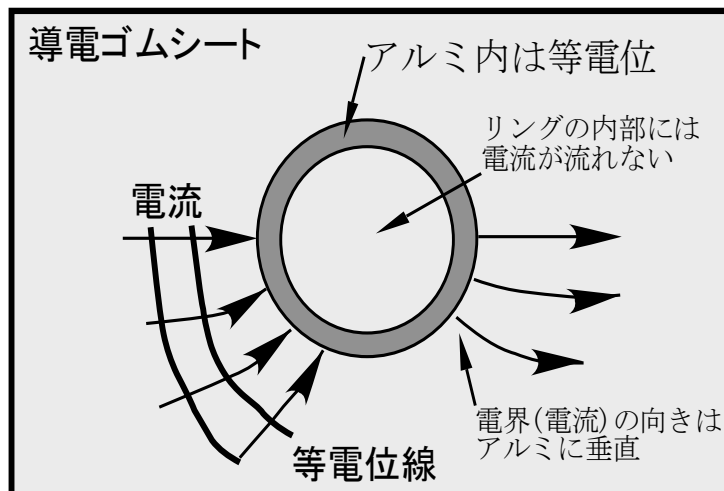 導電ゴムシート
アルミ内は等電位
リングの内部には
電流が流れない
電流
電界(電流)の向きは
アルミに垂直
等電位線